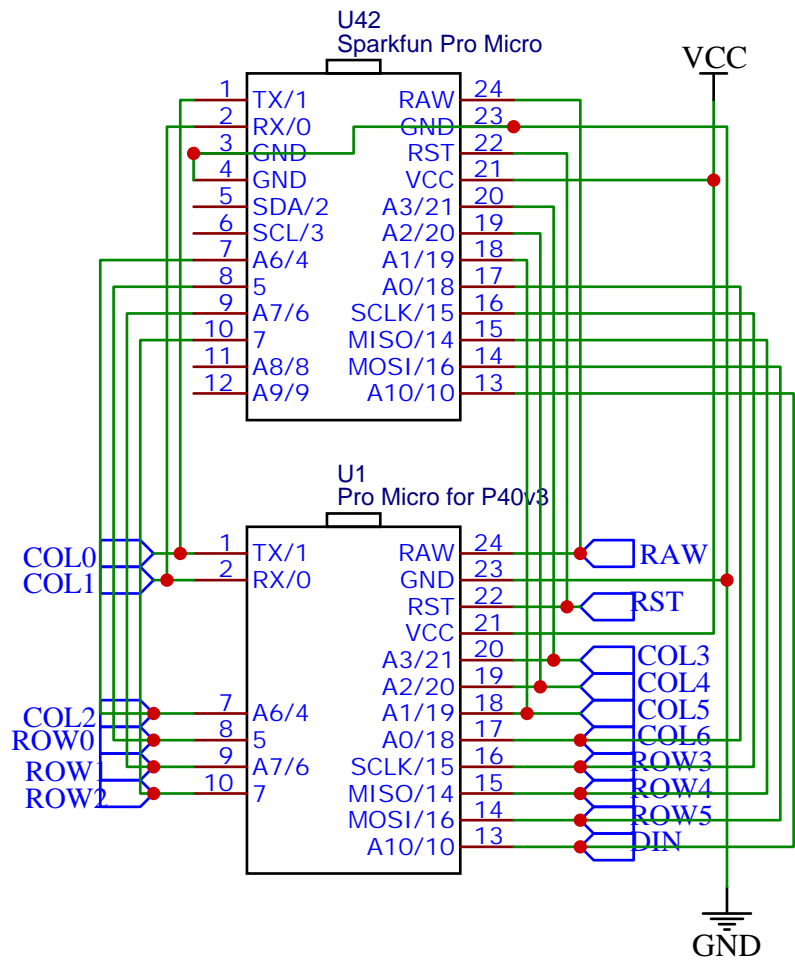 U42
Sparkfun Pro Micro
VCC
1 TX/1 RAW 24
2 RX/0 GND 23
3 GND RST 22
4 GND VCC 21
5 SDA/2 A3/21 20
6 SCL/3 A2/20 19
7 A6/4 A1/19 18
8 5 A0/18 17
9 A7/6 SCLK/15 16
10 7 MISO/14 15
11 A8/8 MOSI/16 14
12 A9/9 A10/10 13
U1
Pro Micro for P40v3
COL0 1 TX/1 RAW 24 RAW
COL1 2 RX/0 GND 23
RST 22 RST
VCC 21
A3/21 20 COL3
A2/20 19 COL4
COL2 7 A6/4 A1/19 18 COL5
ROW0 8 5 A0/18 17 COL6
ROW1 9 A7/6 SCLK/15 16 ROW3
ROW2 10 7 MISO/14 15 ROW4
MOSI/16 14 ROW5
A10/10 13 DIN
GND